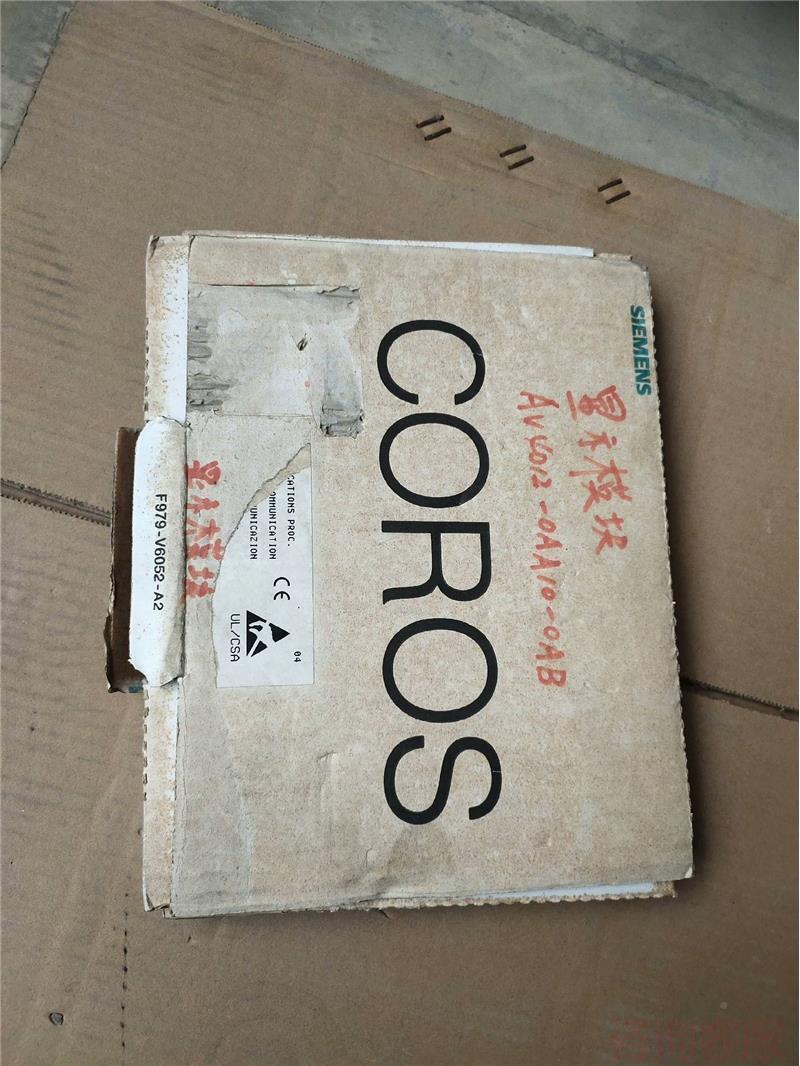 SIEMENS
显示模块
AV4012-0AA10-0AB
COROS
CATIONS PROC.
OMMUNICATION
UNICAZION
CE
04
UL/CSA
显示模块
F979-V6052-A2